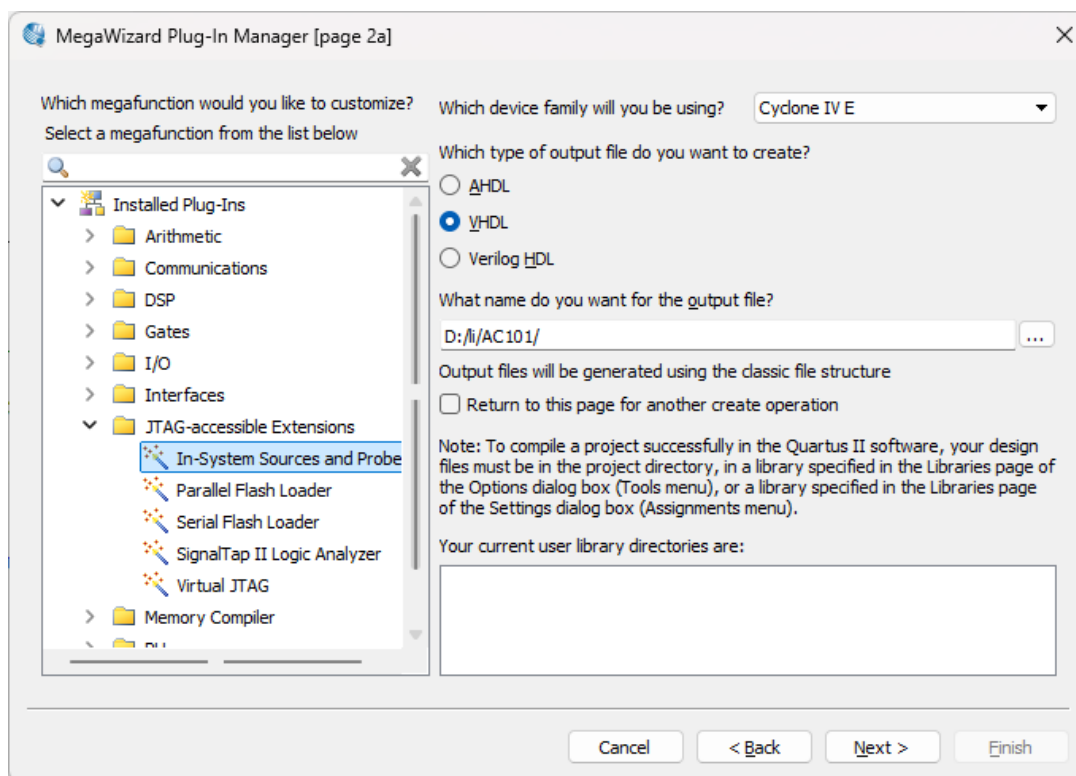 MegaWizard Plug-In Manager [page 2a]
Which megafunction would you like to customize?
Select a megafunction from the list below
Installed Plug-Ins
Arithmetic
Communications
DSP
Gates
I/O
Interfaces
JTAG-accessible Extensions
In-System Sources and Probe
Parallel Flash Loader
Serial Flash Loader
SignalTap II Logic Analyzer
Virtual JTAG
Memory Compiler
Which device family will you be using?
Cyclone IV E
Which type of output file do you want to create?
AHDL
VHDL
Verilog HDL
What name do you want for the output file?
D:/li/AC101/
...
Output files will be generated using the classic file structure
Return to this page for another create operation
Note: To compile a project successfully in the Quartus II software, your design
files must be in the project directory, in a library specified in the Libraries page of
the Options dialog box (Tools menu), or a library specified in the Libraries page
of the Settings dialog box (Assignments menu).
Your current user library directories are:
Cancel
< Back
Next >
Finish